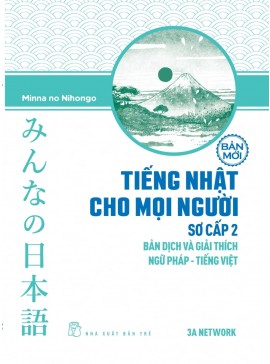 Minna no Nihongo
みんなの日本語
BẢN MỚI
TIẾNG NHẬT
CHO MỌI NGƯỜI
SƠ CẤP 2
BẢN DỊCH VÀ GIẢI THÍCH
NGỮ PHÁP - TIẾNG VIỆT
NHÀ XUẤT BẢN TRẺ
3A NETWORK